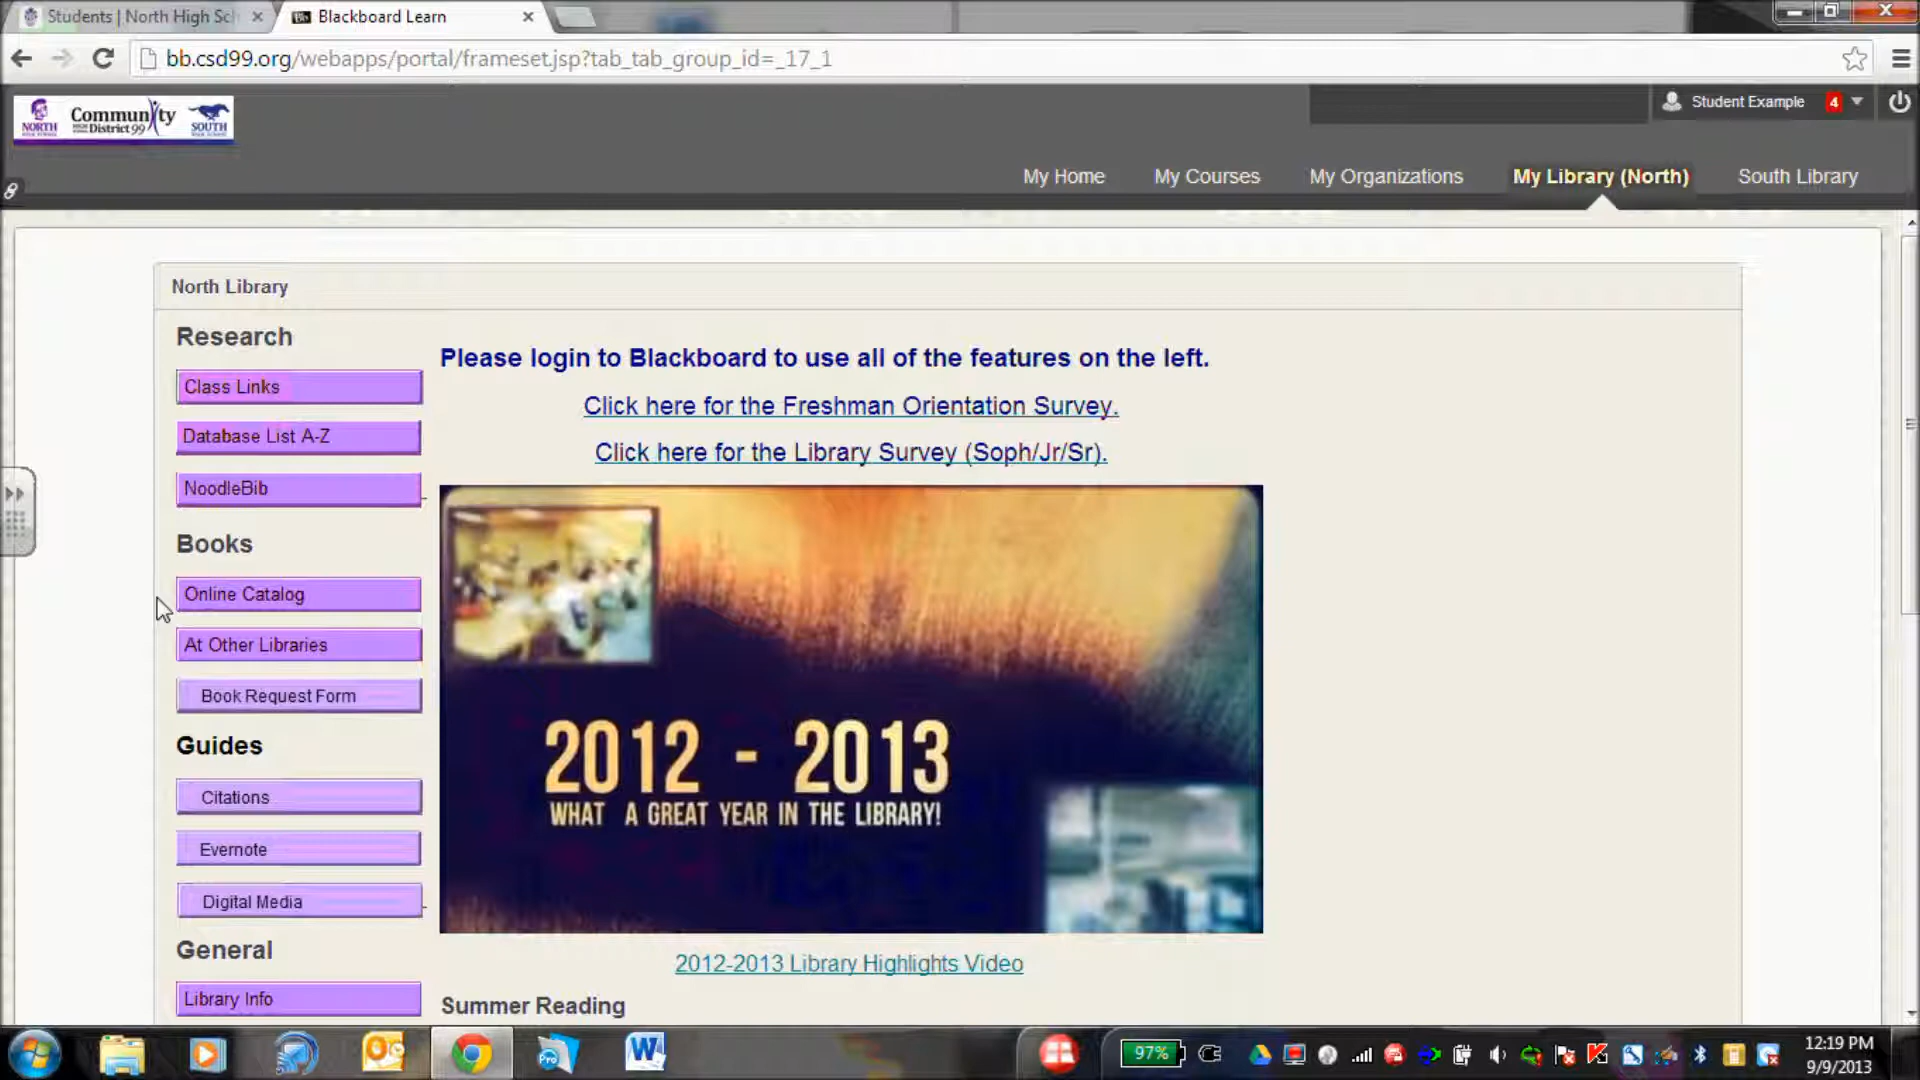 Students | North High Sch
Blackboard Learn
bb.csd99.org/webapps/portal/frameset.jsp?tab_tab_group_id=_17_1
NORTH
Community
District 99
SOUTH
Student Example 4
My Home
My Courses
My Organizations
My Library (North)
South Library
North Library
Research
Class Links
Database List A-Z
NoodleBib
Books
Online Catalog
At Other Libraries
Book Request Form
Guides
Citations
Evernote
Digital Media
General
Library Info
Please login to Blackboard to use all of the features on the left.
Click here for the Freshman Orientation Survey.
Click here for the Library Survey (Soph/Jr/Sr).
2012 - 2013
WHAT A GREAT YEAR IN THE LIBRARY!
2012-2013 Library Highlights Video
Summer Reading
Pro
97%
12:19 PM
9/9/2013